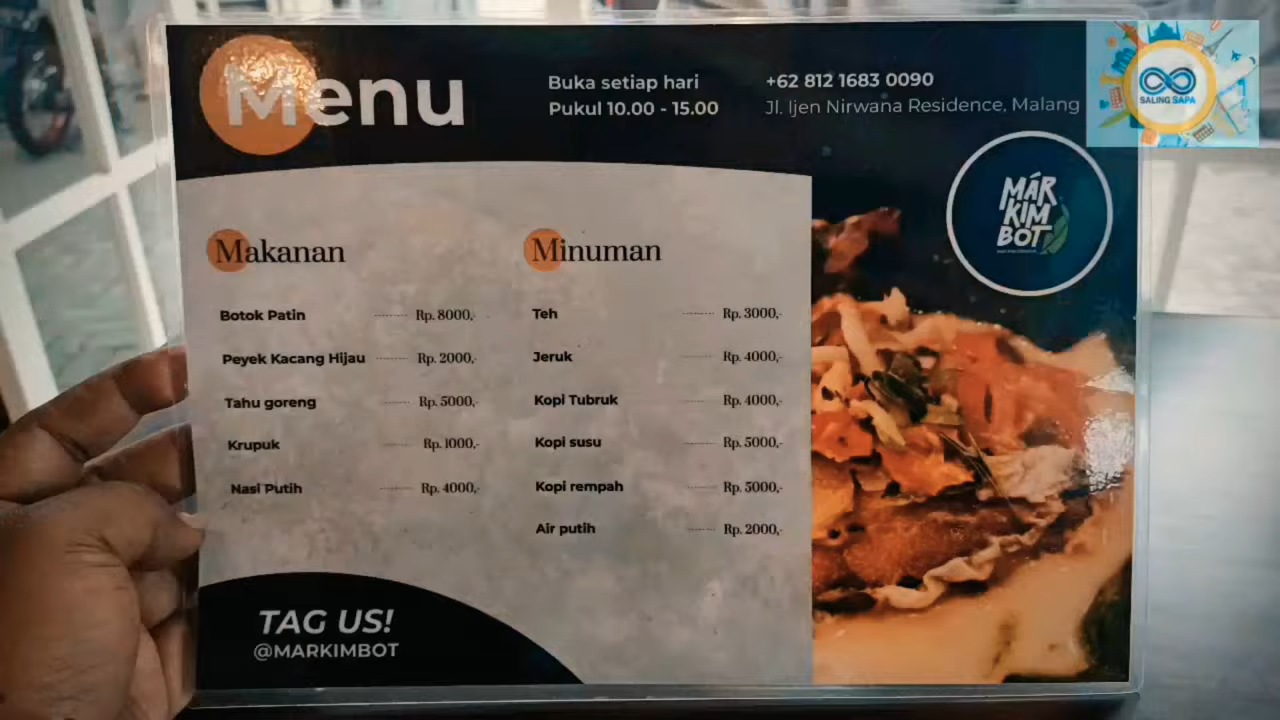 Menu
Buka setiap hari
Pukul 10.00 - 15.00
+62 812 1683 0090
Jl. Ijen Nirwana Residence, Malang
SALING SAPA
MÁR
KIM
BOT
Makanan
Botok Patin ........ Rp. 8000,-
Peyek Kacang Hijau ........ Rp. 2000,-
Tahu goreng ........ Rp. 5000,-
Krupuk ........ Rp. 1000,-
Nasi Putih ........ Rp. 4000,-
Minuman
Teh ........ Rp. 3000,-
Jeruk ........ Rp. 4000,-
Kopi Tubruk ........ Rp. 4000,-
Kopi susu ........ Rp. 5000,-
Kopi rempah ........ Rp. 5000,-
Air putih ........ Rp. 2000,-
TAG US!
@MARKIMBOT